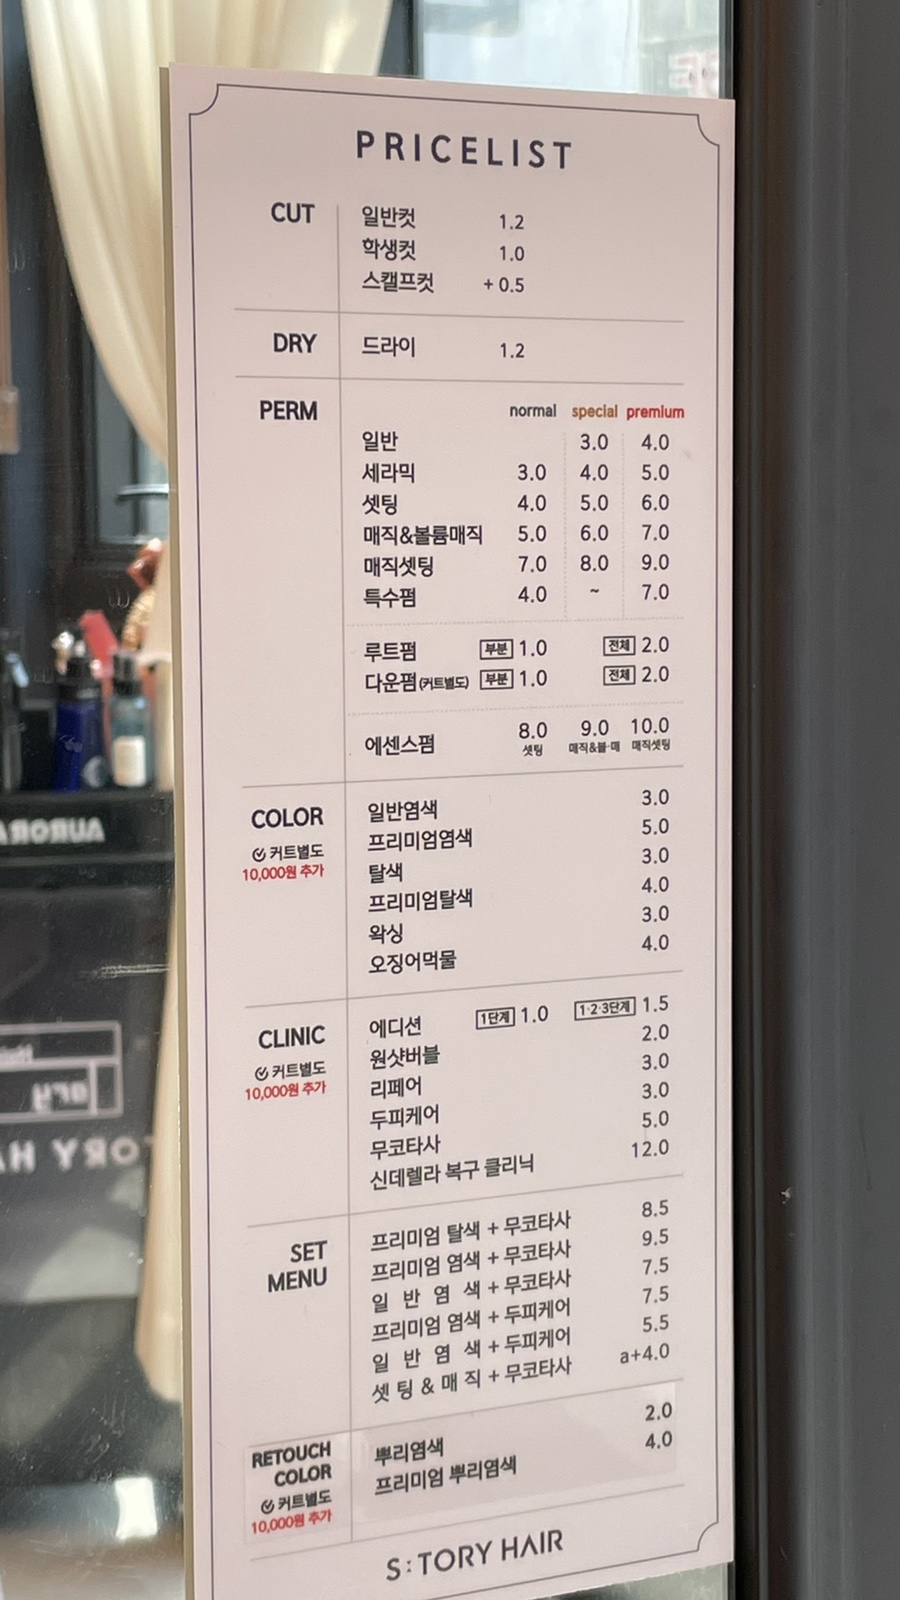 PRICELIST
CUT
일반컷 1.2
학생컷 1.0
스캘프컷 + 0.5
DRY
드라이 1.2
PERM
normal special premium
일반 3.0 4.0
세라믹 3.0 4.0 5.0
셋팅 4.0 5.0 6.0
매직&볼륨매직 5.0 6.0 7.0
매직셋팅 7.0 8.0 9.0
특수펌 4.0 ~ 7.0
루트펌 부분 1.0 전체 2.0
다운펌(커트별도) 부분 1.0 전체 2.0
에센스펌 8.0 9.0 10.0
셋팅 매직&볼·매 매직셋팅
COLOR
커트별도
10,000원 추가
일반염색 3.0
프리미엄염색 5.0
탈색 3.0
프리미엄탈색 4.0
왁싱 3.0
오징어먹물 4.0
CLINIC
커트별도
10,000원 추가
에디션 1단계 1.0 1·2·3단계 1.5
원샷버블 2.0
리페어 3.0
두피케어 3.0
무코타사 5.0
신데렐라 복구 클리닉 12.0
SET
MENU
프리미엄 탈색 + 무코타사 8.5
프리미엄 염색 + 무코타사 9.5
일 반 염 색 + 무코타사 7.5
프리미엄 염색 + 두피케어 7.5
일 반 염 색 + 두피케어 5.5
셋 팅 & 매 직 + 무코타사 a+4.0
RETOUCH
COLOR
커트별도
10,000원 추가
뿌리염색 2.0
프리미엄 뿌리염색 4.0
S:TORY HAIR
AURORA